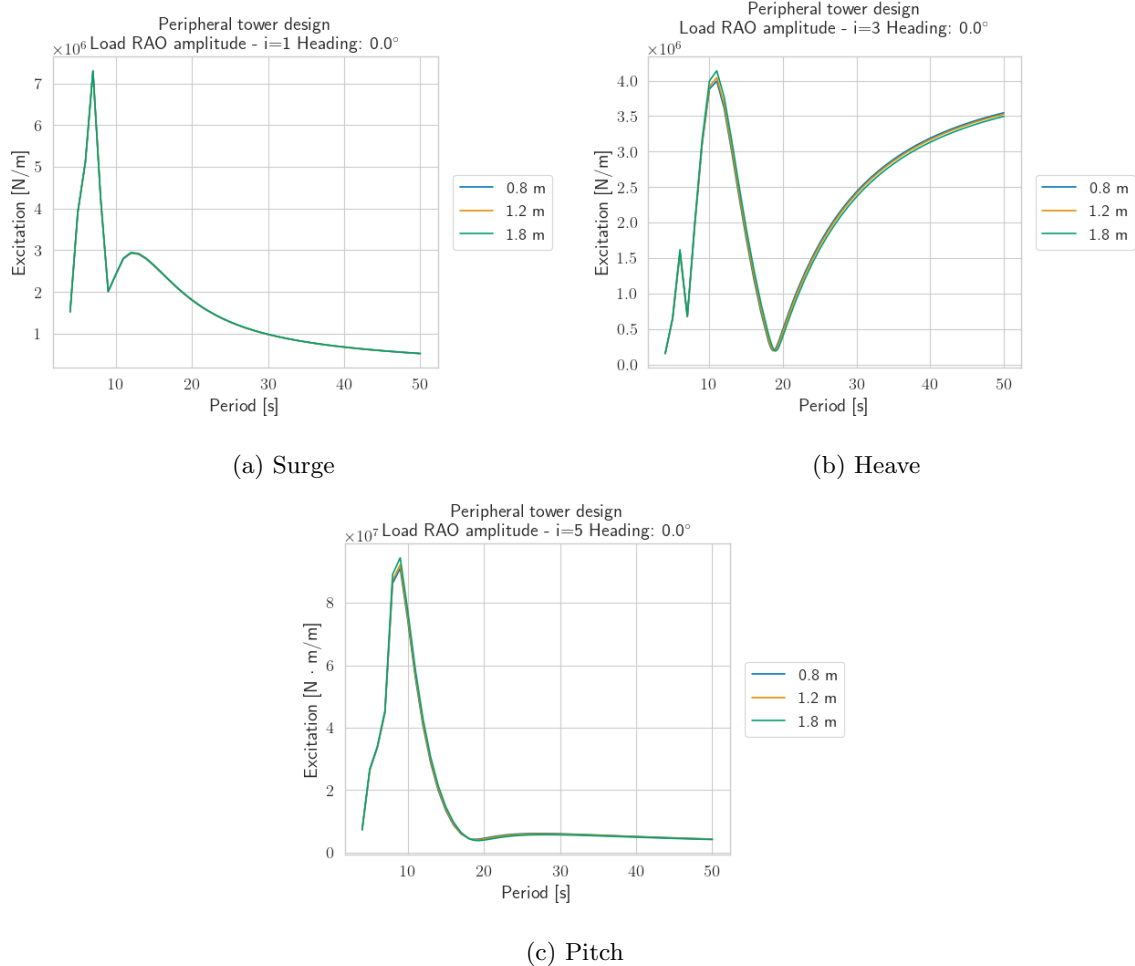 Peripheral tower design
Load RAO amplitude - i=1 Heading: 0.0°
×10⁶
7
6
5
4
3
2
1
Excitation [N/m]
10 20 30 40 50
Period [s]
0.8 m
1.2 m
1.8 m
(a) Surge
Peripheral tower design
Load RAO amplitude - i=3 Heading: 0.0°
×10⁶
4.0
3.5
3.0
2.5
2.0
1.5
1.0
0.5
0.0
Excitation [N/m]
10 20 30 40 50
Period [s]
0.8 m
1.2 m
1.8 m
(b) Heave
Peripheral tower design
Load RAO amplitude - i=5 Heading: 0.0°
×10⁷
8
6
4
2
0
Excitation [N · m/m]
10 20 30 40 50
Period [s]
0.8 m
1.2 m
1.8 m
(c) Pitch